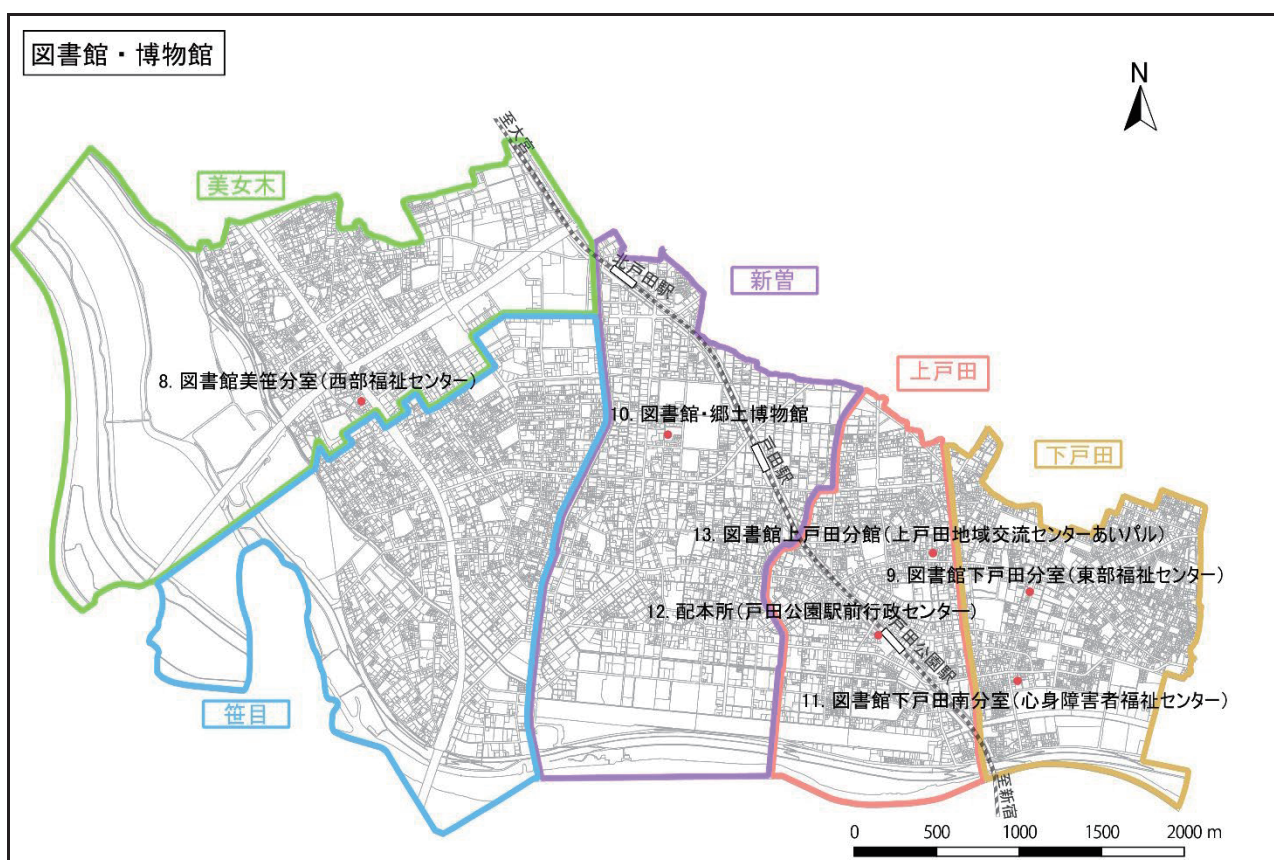 図書館・博物館
N
至大宮
美女木
北戸田駅
新曽
8. 図書館美笹分室(西部福祉センター)
上戸田
10. 図書館・郷土博物館
戸田駅
下戸田
13. 図書館上戸田分館(上戸田地域交流センターあいパル)
9. 図書館下戸田分室(東部福祉センター)
12. 配本所(戸田公園駅前行政センター)
戸田公園駅
11. 図書館下戸田南分室(心身障害者福祉センター)
笹目
至新宿
0 500 1000 1500 2000 m